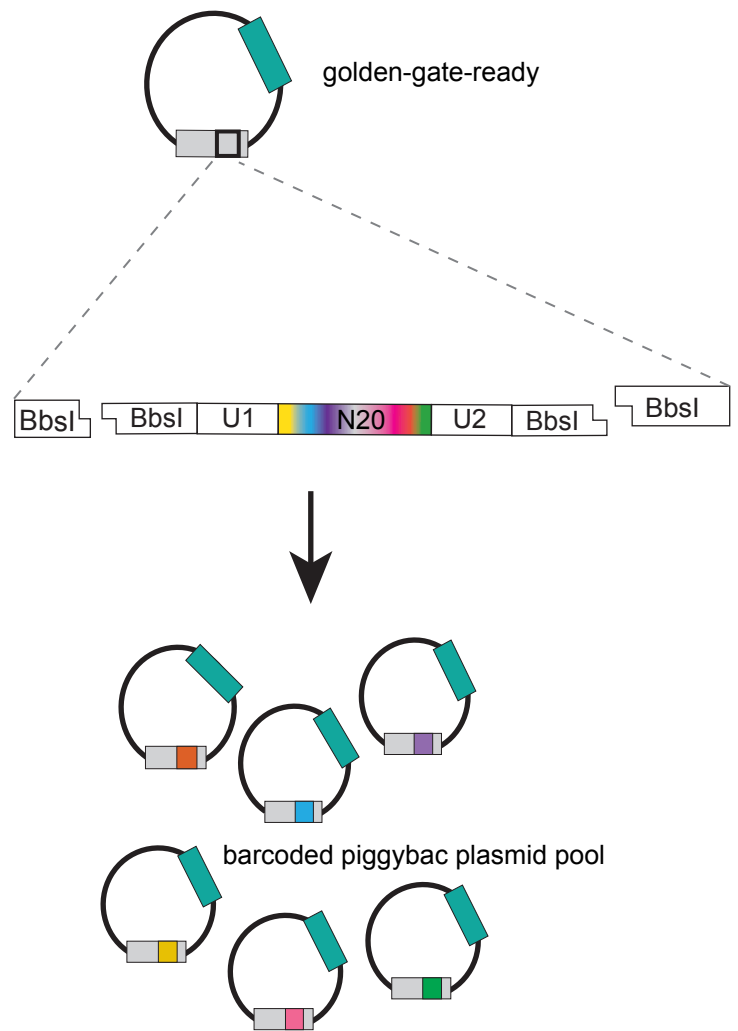 golden-gate-ready
BbsI BbsI U1 N20 U2 BbsI BbsI
barcoded piggybac plasmid pool